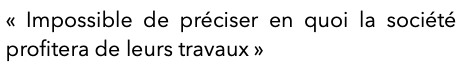 « Impossible de préciser en quoi la société
profitera de leurs travaux »